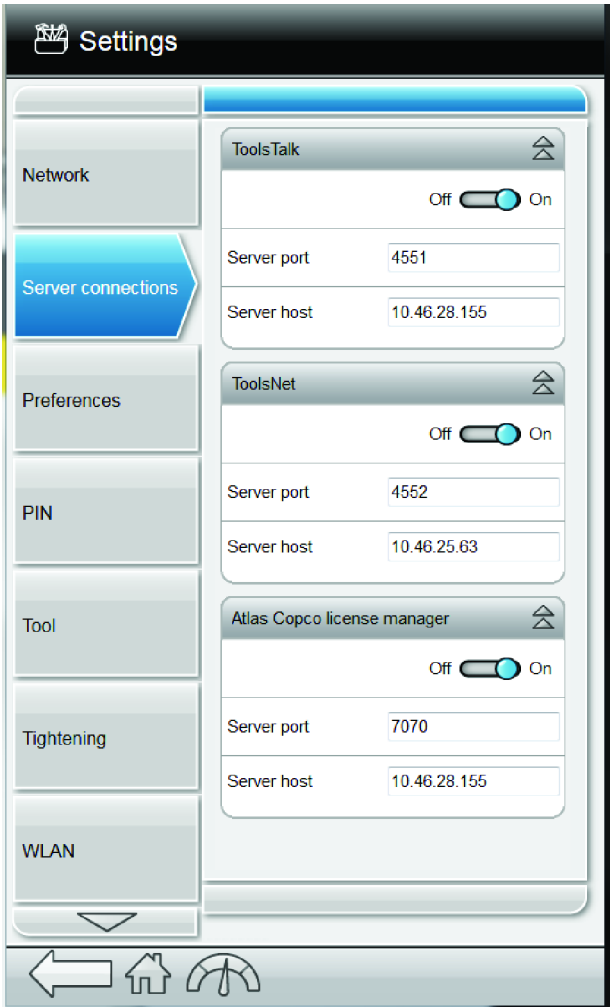 Settings
Network
Server connections
Preferences
PIN
Tool
Tightening
WLAN
ToolsTalk
Off On
Server port 4551
Server host 10.46.28.155
ToolsNet
Off On
Server port 4552
Server host 10.46.25.63
Atlas Copco license manager
Off On
Server port 7070
Server host 10.46.28.155